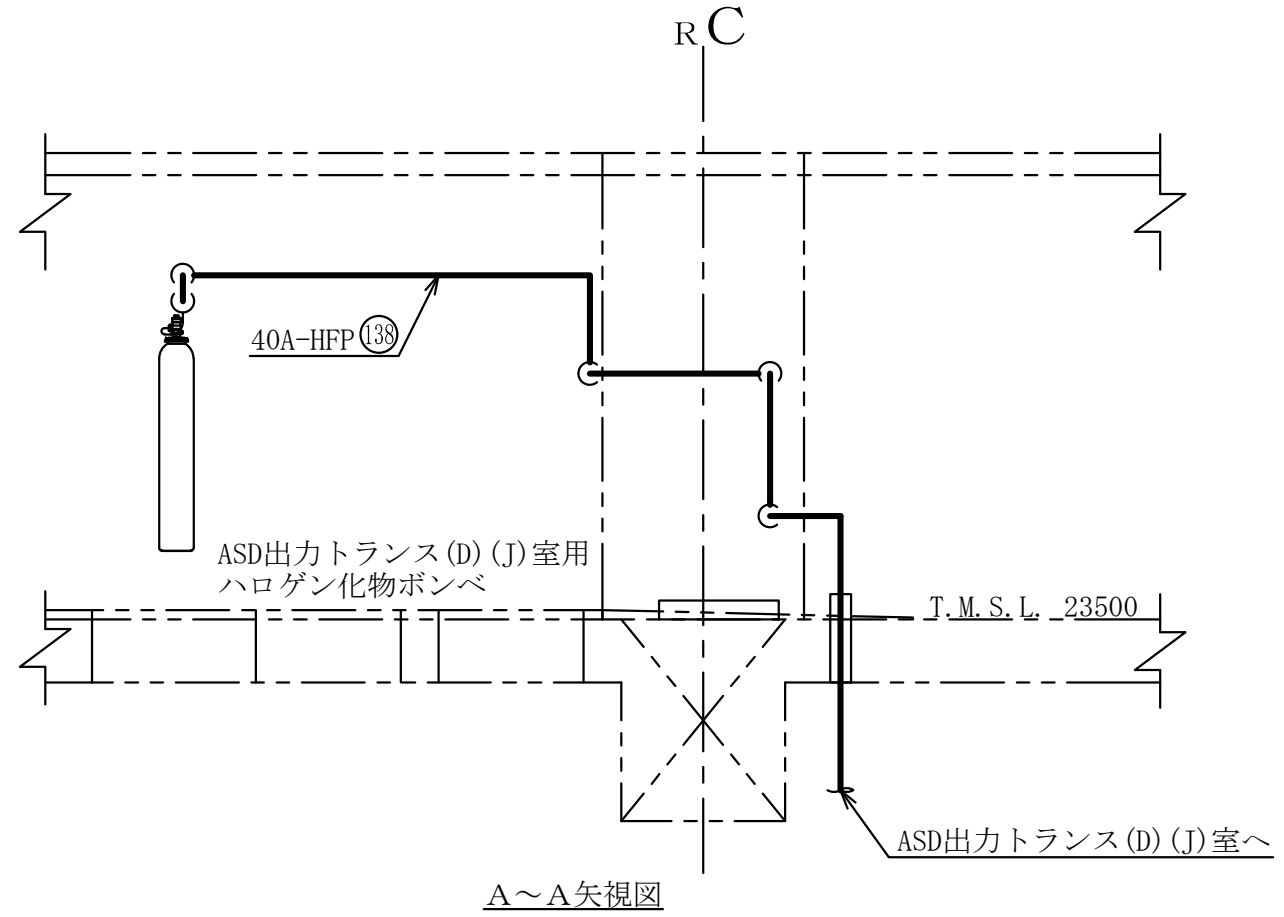 RC
40A-HFP 138
ASD出力トランス(D)(J)室用
ハロゲン化物ボンベ
T.M.S.L. 23500
ASD出力トランス(D)(J)室へ
A～A矢視図